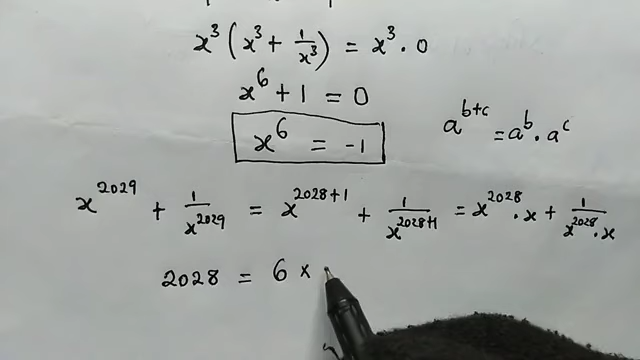 x³(x³ + 1/x³) = x³ · 0
x⁶ + 1 = 0
x⁶ = -1
a^{b+c} = a^b · a^c
x^{2029} + 1/x^{2029} = x^{2028+1} + 1/x^{2028+1} = x^{2028} · x + 1/(x^{2028} · x)
2028 = 6 ×